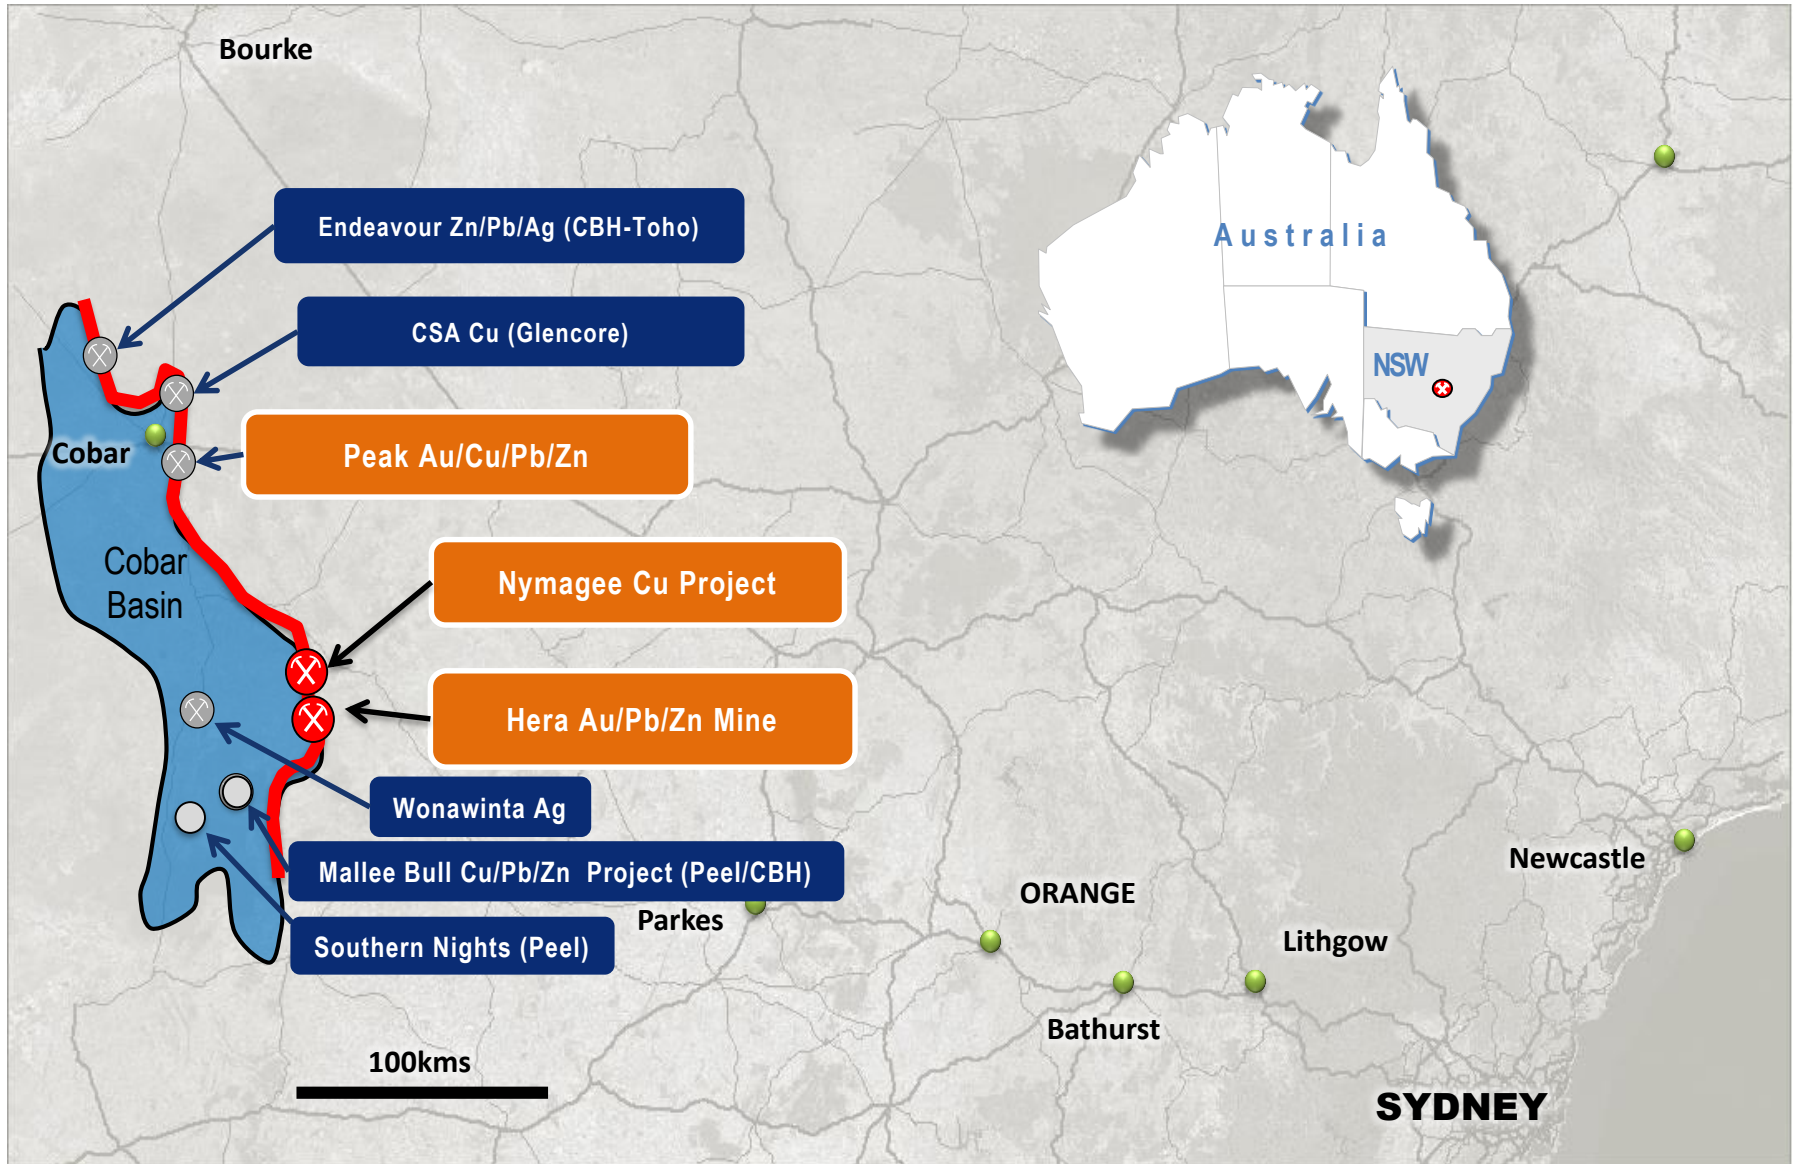 Bourke
Endeavour Zn/Pb/Ag (CBH-Toho)
Australia
CSA Cu (Glencore)
NSW
Cobar
Peak Au/Cu/Pb/Zn
Cobar
Basin
Nymagee Cu Project
Hera Au/Pb/Zn Mine
Wonawinta Ag
Mallee Bull Cu/Pb/Zn Project (Peel/CBH)
Newcastle
ORANGE
Parkes
Southern Nights (Peel)
Lithgow
Bathurst
100kms
SYDNEY